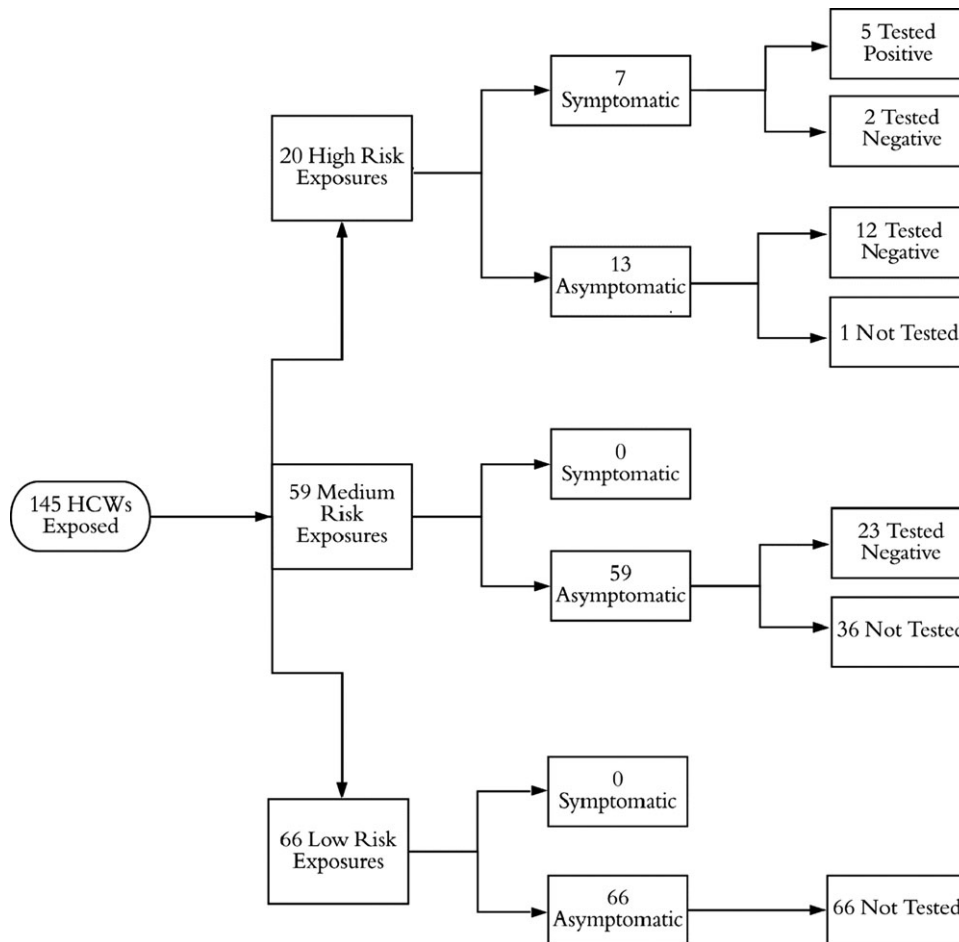 145 HCWs
Exposed
20 High Risk
Exposures
7
Symptomatic
5 Tested
Positive
2 Tested
Negative
13
Asymptomatic
12 Tested
Negative
1 Not Tested
59 Medium
Risk
Exposures
0
Symptomatic
59
Asymptomatic
23 Tested
Negative
36 Not Tested
66 Low Risk
Exposures
0
Symptomatic
66
Asymptomatic
66 Not Tested